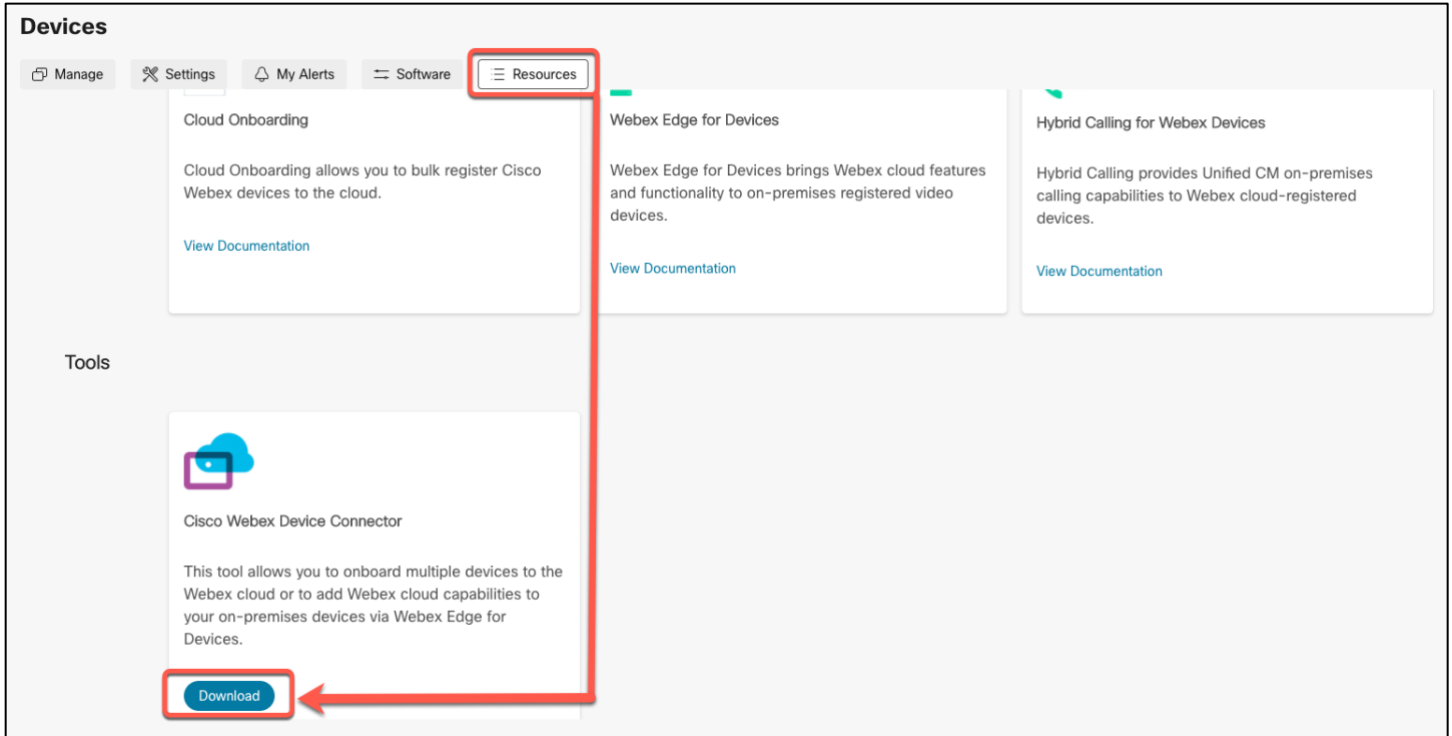 Devices
Manage
Settings
My Alerts
Software
Resources
Cloud Onboarding
Cloud Onboarding allows you to bulk register Cisco
Webex devices to the cloud.
View Documentation
Webex Edge for Devices
Webex Edge for Devices brings Webex cloud features
and functionality to on-premises registered video
devices.
View Documentation
Hybrid Calling for Webex Devices
Hybrid Calling provides Unified CM on-premises
calling capabilities to Webex cloud-registered
devices.
View Documentation
Tools
Cisco Webex Device Connector
This tool allows you to onboard multiple devices to the
Webex cloud or to add Webex cloud capabilities to
your on-premises devices via Webex Edge for
Devices.
Download